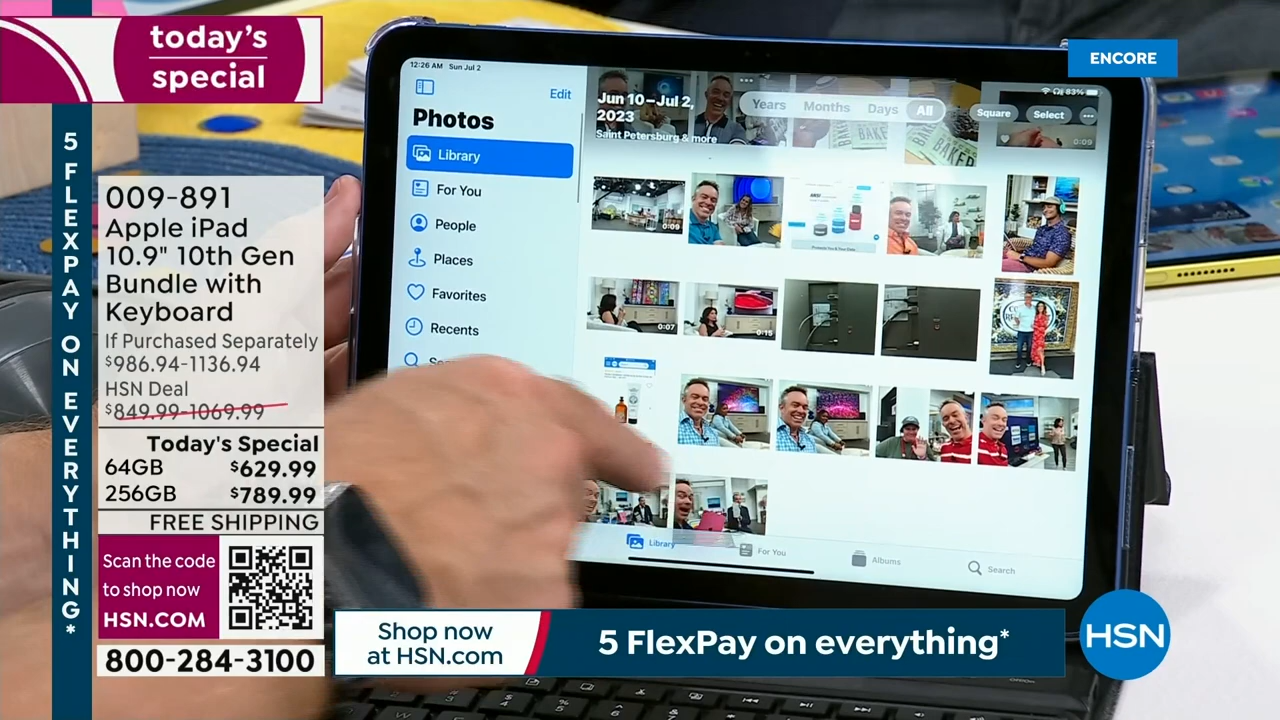 today's
special
5 FLEXPAY ON EVERYTHING*
009-891
Apple iPad
10.9" 10th Gen
Bundle with
Keyboard
If Purchased Separately
$986.94-1136.94
HSN Deal
$849.99-1069.99
Today's Special
64GB $629.99
256GB $789.99
FREE SHIPPING
Scan the code
to shop now
HSN.COM
800-284-3100
ENCORE
12:26 AM Sun Jul 2
83%
Edit
Photos
Library
For You
People
Places
Favorites
Recents
Jun 10–Jul 2,
2023
Saint Petersburg & more
Years Months Days All
Square Select
0:09
0:09
0:07
0:15
BAKE
BAKER
Library For You Albums Search
Shop now
at HSN.com
5 FlexPay on everything*
HSN